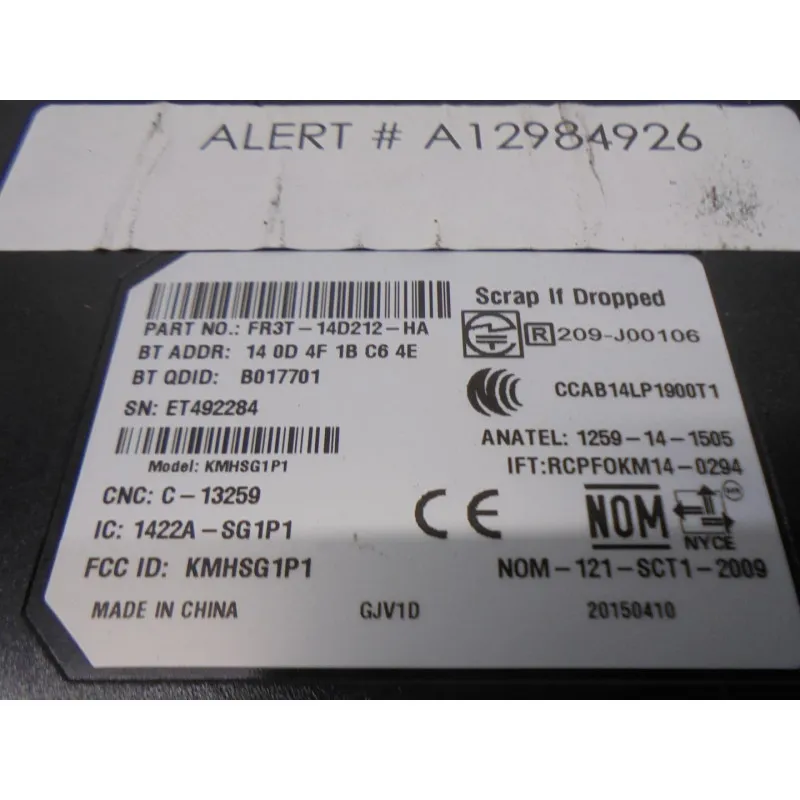 ALERT # A12984926
Scrap If Dropped
PART NO.: FR3T-14D212-HA
R 209-J00106
BT ADDR: 14 0D 4F 1B C6 4E
BT QDID: B017701
CCAB14LP1900T1
SN: ET492284
ANATEL: 1259-14-1505
Model: KMHSG1P1
IFT:RCPFOKM14-0294
CNC: C-13259
CE
NOM
NYCE
IC: 1422A-SG1P1
FCC ID: KMHSG1P1
NOM-121-SCT1-2009
MADE IN CHINA GJV1D 20150410